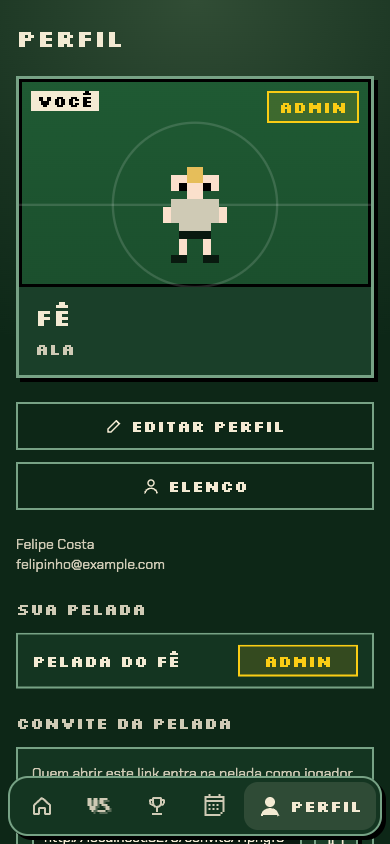 PERFIL
VOCÊ
ADMIN
FÊ
ALA
EDITAR PERFIL
ELENCO
Felipe Costa
felipinho@example.com
SUA PELADA
PELADA DO FÊ
ADMIN
CONVITE DA PELADA
Quem abrir este link entra na pelada como jogador.
VS
PERFIL